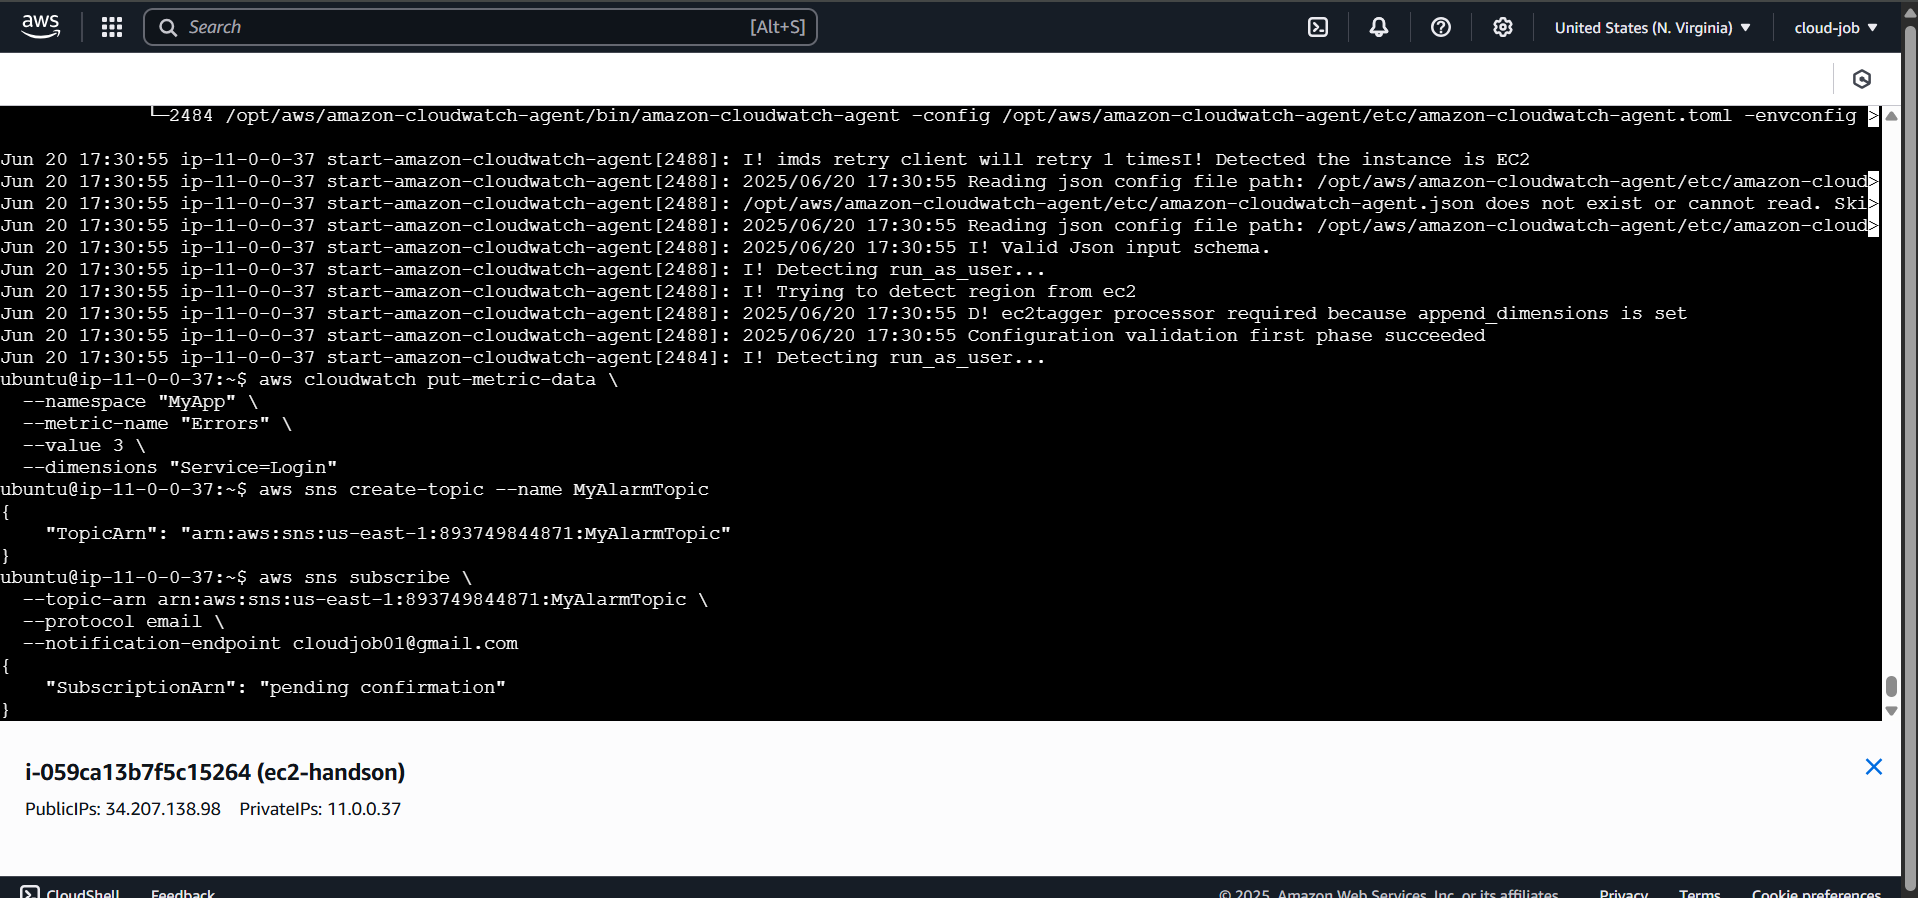 aws
Search [Alt+S]
United States (N. Virginia) ▼ cloud-job ▼
└─2484 /opt/aws/amazon-cloudwatch-agent/bin/amazon-cloudwatch-agent -config /opt/aws/amazon-cloudwatch-agent/etc/amazon-cloudwatch-agent.toml -envconfig >
Jun 20 17:30:55 ip-11-0-0-37 start-amazon-cloudwatch-agent[2488]: I! imds retry client will retry 1 timesI! Detected the instance is EC2
Jun 20 17:30:55 ip-11-0-0-37 start-amazon-cloudwatch-agent[2488]: 2025/06/20 17:30:55 Reading json config file path: /opt/aws/amazon-cloudwatch-agent/etc/amazon-cloud>
Jun 20 17:30:55 ip-11-0-0-37 start-amazon-cloudwatch-agent[2488]: /opt/aws/amazon-cloudwatch-agent/etc/amazon-cloudwatch-agent.json does not exist or cannot read. Ski>
Jun 20 17:30:55 ip-11-0-0-37 start-amazon-cloudwatch-agent[2488]: 2025/06/20 17:30:55 Reading json config file path: /opt/aws/amazon-cloudwatch-agent/etc/amazon-cloud>
Jun 20 17:30:55 ip-11-0-0-37 start-amazon-cloudwatch-agent[2488]: 2025/06/20 17:30:55 I! Valid Json input schema.
Jun 20 17:30:55 ip-11-0-0-37 start-amazon-cloudwatch-agent[2488]: I! Detecting run_as_user...
Jun 20 17:30:55 ip-11-0-0-37 start-amazon-cloudwatch-agent[2488]: I! Trying to detect region from ec2
Jun 20 17:30:55 ip-11-0-0-37 start-amazon-cloudwatch-agent[2488]: 2025/06/20 17:30:55 D! ec2tagger processor required because append_dimensions is set
Jun 20 17:30:55 ip-11-0-0-37 start-amazon-cloudwatch-agent[2488]: 2025/06/20 17:30:55 Configuration validation first phase succeeded
Jun 20 17:30:55 ip-11-0-0-37 start-amazon-cloudwatch-agent[2484]: I! Detecting run_as_user...
ubuntu@ip-11-0-0-37:~$ aws cloudwatch put-metric-data \
  --namespace "MyApp" \
  --metric-name "Errors" \
  --value 3 \
  --dimensions "Service=Login"
ubuntu@ip-11-0-0-37:~$ aws sns create-topic --name MyAlarmTopic
{
    "TopicArn": "arn:aws:sns:us-east-1:893749844871:MyAlarmTopic"
}
ubuntu@ip-11-0-0-37:~$ aws sns subscribe \
  --topic-arn arn:aws:sns:us-east-1:893749844871:MyAlarmTopic \
  --protocol email \
  --notification-endpoint cloudjob01@gmail.com
{
    "SubscriptionArn": "pending confirmation"
}
i-059ca13b7f5c15264 (ec2-handson)
PublicIPs: 34.207.138.98 PrivateIPs: 11.0.0.37
CloudShell Feedback © 2025, Amazon Web Services, Inc. or its affiliates. Privacy Terms Cookie preferences